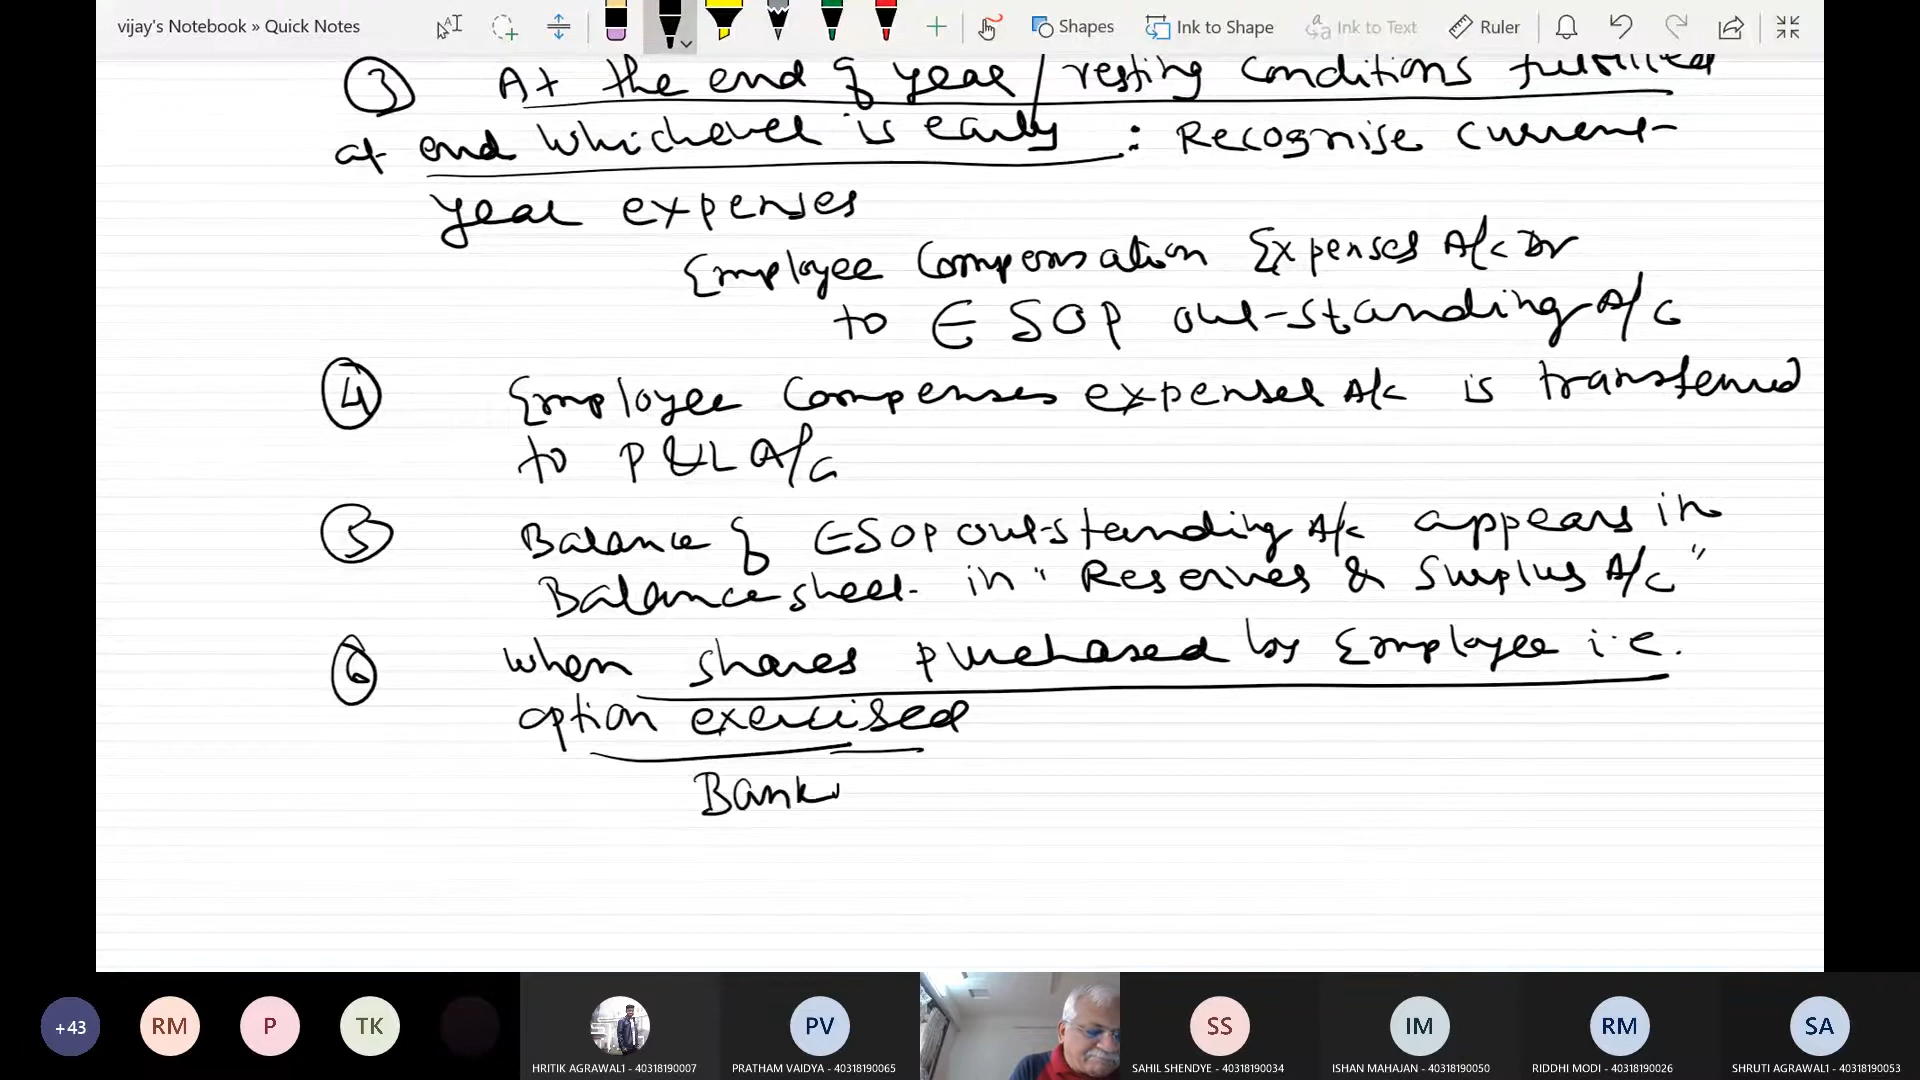 vijay's Notebook » Quick Notes
Shapes
Ink to Shape
Ink to Text
Ruler
③ At the end of year / vesting conditions fulfilled
at end whichever is early : Recognise current
year expenses
Employee Compensation Expenses A/c Dr
to ESOP out-standing A/c
④ Employee Compenses expenses A/c is transferred
to P&L A/c
⑤ Balance of ESOP out-standing A/c appears in
Balance sheet in "Reserves & Surplus A/c"
⑥ when shares purchased by Employee i.e.
option exercised
Bank
+43
RM
P
TK
HRITIK AGRAWAL1 - 40318190007
PV
PRATHAM VAIDYA - 40318190065
SS
SAHIL SHENDYE - 40318190034
IM
ISHAN MAHAJAN - 40318190050
RM
RIDDHI MODI - 40318190026
SA
SHRUTI AGRAWAL1 - 40318190053